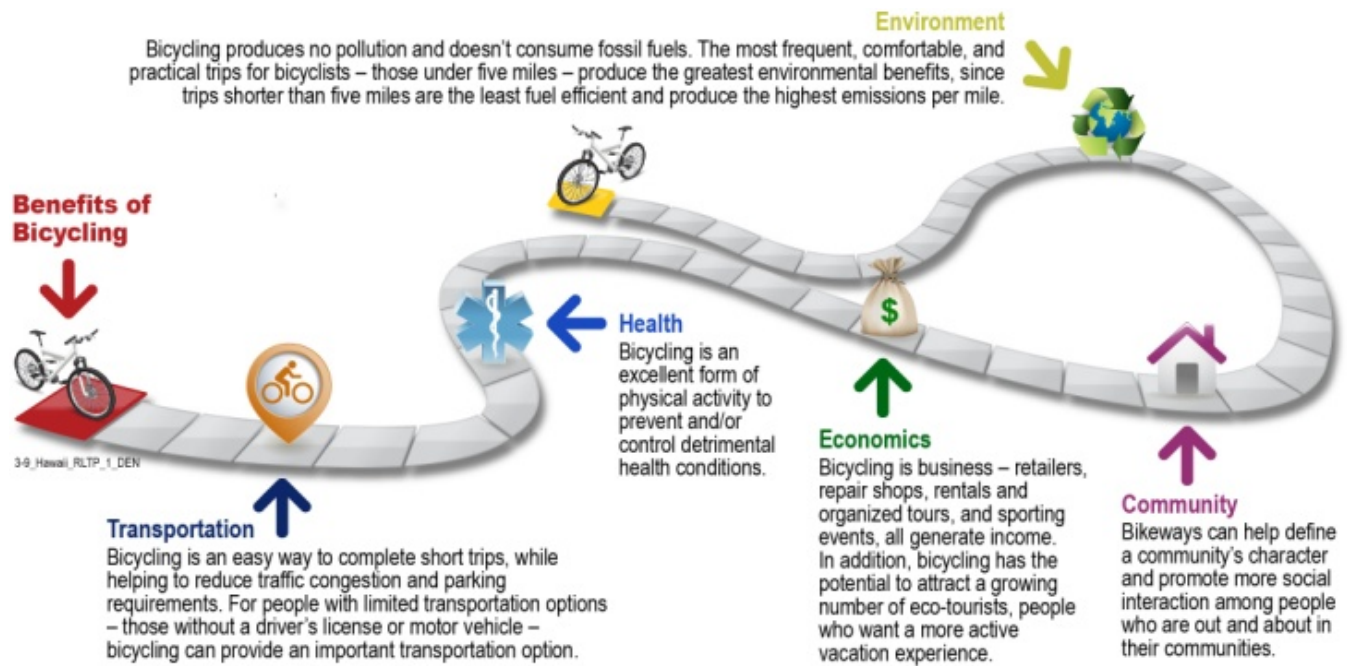 Environment
Bicycling produces no pollution and doesn't consume fossil fuels. The most frequent, comfortable, and
practical trips for bicyclists – those under five miles – produce the greatest environmental benefits, since
trips shorter than five miles are the least fuel efficient and produce the highest emissions per mile.
Benefits of
Bicycling
3-9_Hawaii_RLTP_1_DEN
Transportation
Bicycling is an easy way to complete short trips, while
helping to reduce traffic congestion and parking
requirements. For people with limited transportation options
– those without a driver's license or motor vehicle –
bicycling can provide an important transportation option.
Health
Bicycling is an
excellent form of
physical activity to
prevent and/or
control detrimental
health conditions.
$
Economics
Bicycling is business – retailers,
repair shops, rentals and
organized tours, and sporting
events, all generate income.
In addition, bicycling has the
potential to attract a growing
number of eco-tourists, people
who want a more active
vacation experience.
Community
Bikeways can help define
a community's character
and promote more social
interaction among people
who are out and about in
their communities.